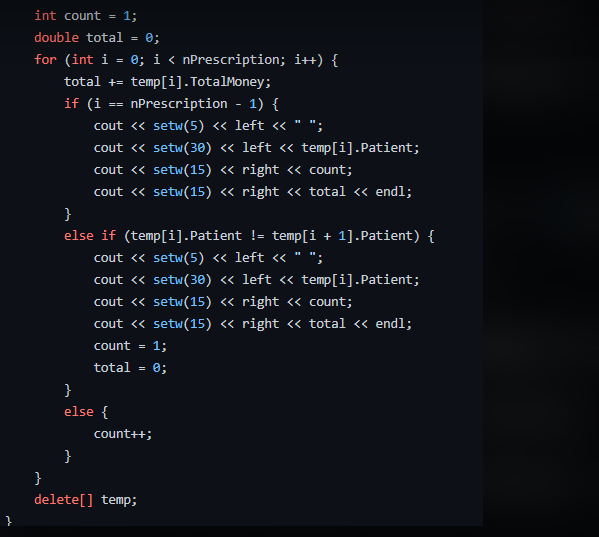 int count = 1;
    double total = 0;
    for (int i = 0; i < nPrescription; i++) {
        total += temp[i].TotalMoney;
        if (i == nPrescription - 1) {
            cout << setw(5) << left << " ";
            cout << setw(30) << left << temp[i].Patient;
            cout << setw(15) << right << count;
            cout << setw(15) << right << total << endl;
        }
        else if (temp[i].Patient != temp[i + 1].Patient) {
            cout << setw(5) << left << " ";
            cout << setw(30) << left << temp[i].Patient;
            cout << setw(15) << right << count;
            cout << setw(15) << right << total << endl;
            count = 1;
            total = 0;
        }
        else {
            count++;
        }
    }
    delete[] temp;
}